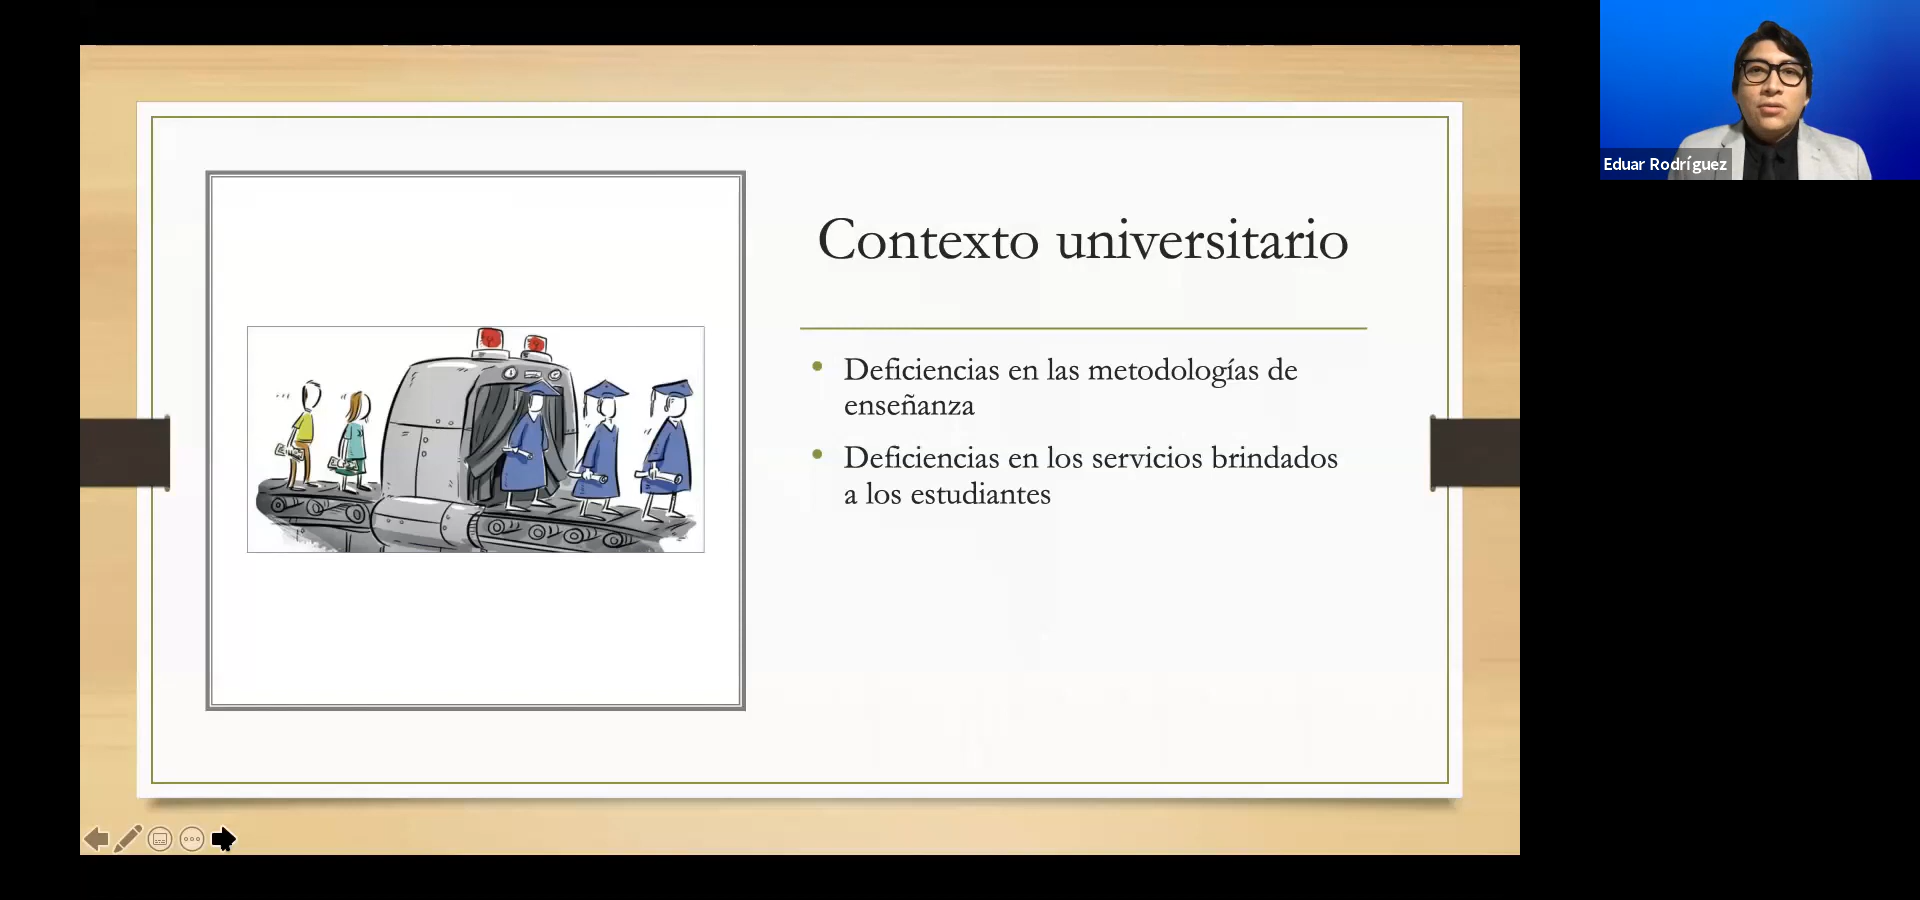 Contexto universitario
• Deficiencias en las metodologías de
enseñanza
• Deficiencias en los servicios brindados
a los estudiantes
Eduar Rodríguez